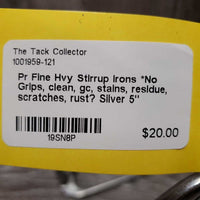 The Tack Collector
1001959-121
Pr Fine Hvy Stirrup Irons *No
Grips, clean, gc, stains, residue,
scratches, rust? Silver 5"
$20.00
19SN8P